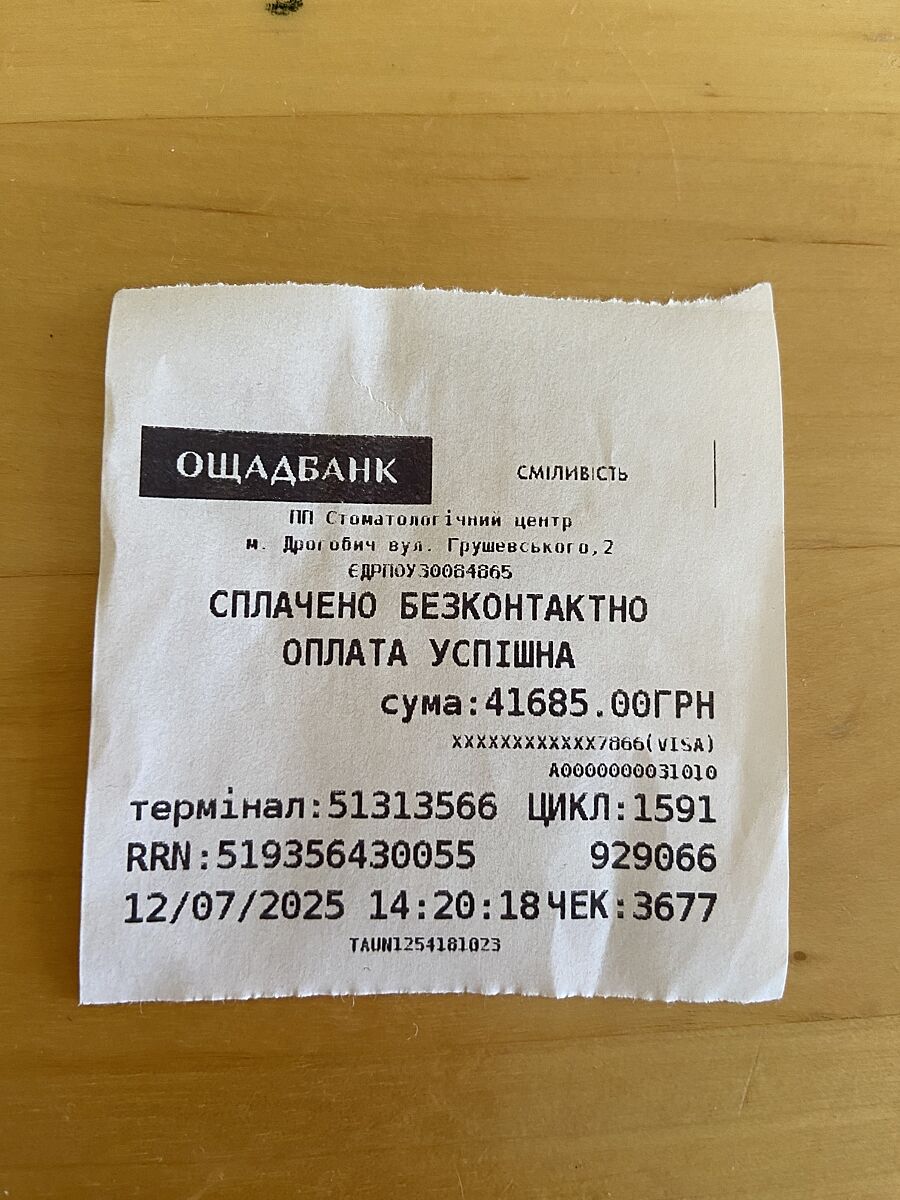 ОЩАДБАНК СМІЛИВІСТЬ
ПП Стоматологічний центр
м. Дрогобич вул. Грушевського,2
ЄДРПОУ30084865
СПЛАЧЕНО БЕЗКОНТАКТНО
ОПЛАТА УСПІШНА
сума:41685.00ГРН
XXXXXXXXXXXX7866(VISA)
A0000000031010
термінал:51313566 ЦИКЛ:1591
RRN:519356430055 929066
12/07/2025 14:20:18 ЧЕК:3677
TAUN1254181023